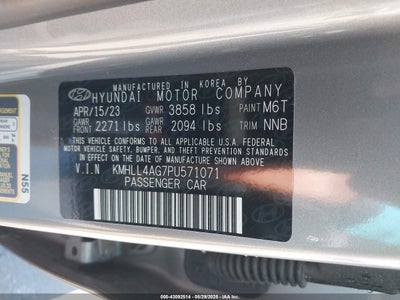 MANUFACTURED IN KOREA BY
HYUNDAI MOTOR COMPANY
APR/15/23 GVWR 3858 lbs PAINT M6T
GAWR FRONT 2271 lbs GAWR REAR 2094 lbs TRIM NNB
THIS VEHICLE CONFORMS TO ALL APPLICABLE U.S. FEDERAL
MOTOR VEHICLE SAFETY, BUMPER, AND THEFT PREVENTION
STANDARDS IN EFFECT ON THE DATE OF MANUFACTURE SHOWN ABOVE.
V.I.N KMHLL4AG7PU571071
PASSENGER CAR
N55
IAA
Stock #: 43092514 | 08/29/2025 | IAA Inc.